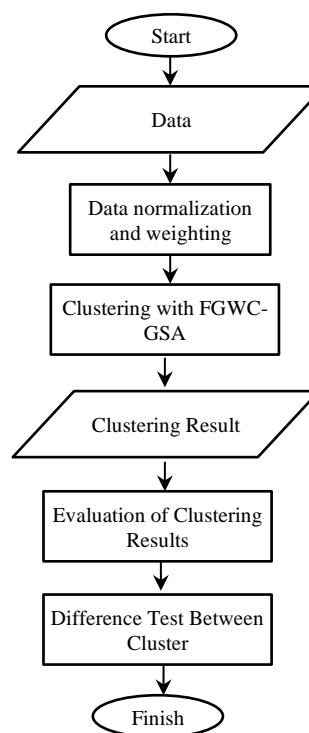 Start
Data
Data normalization
and weighting
Clustering with FGWC-
GSA
Clustering Result
Evaluation of Clustering
Results
Difference Test Between
Cluster
Finish